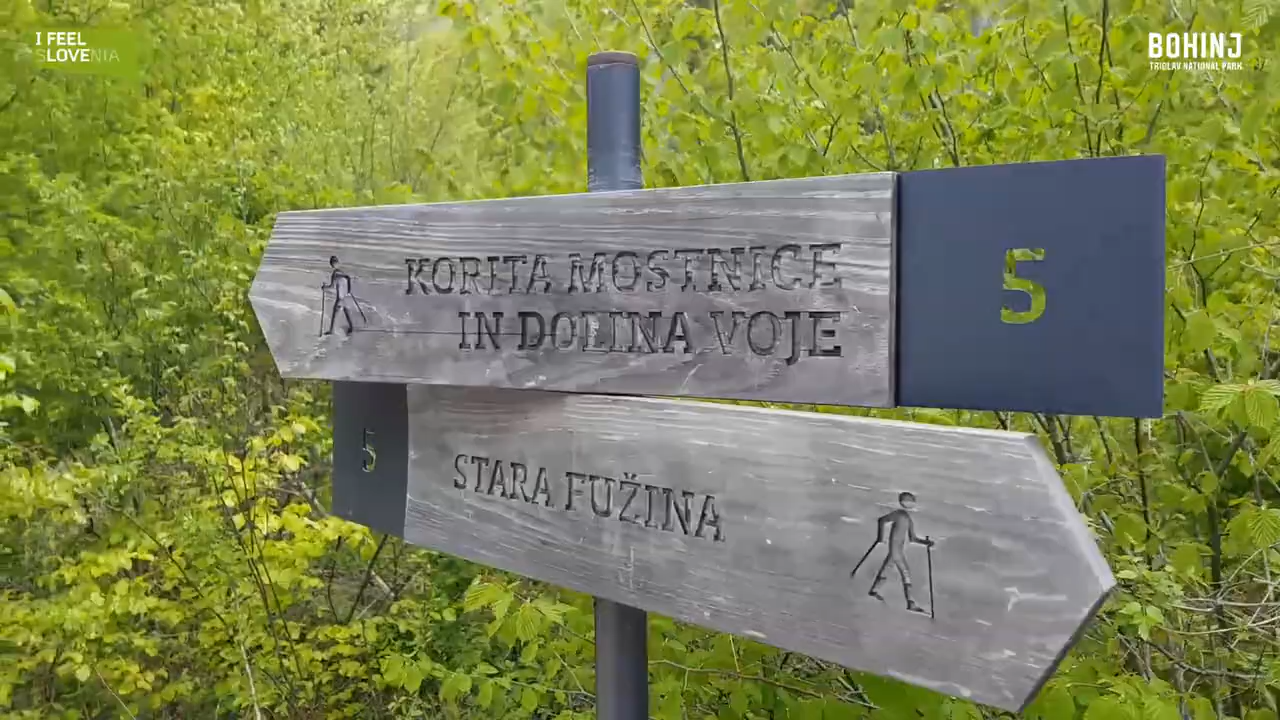 I FEEL
SLOVENIA
BOHINJ
TRIGLAV NATIONAL PARK
KORITA MOSTNICE
IN DOLINA VOJE
5
5
STARA FUŽINA